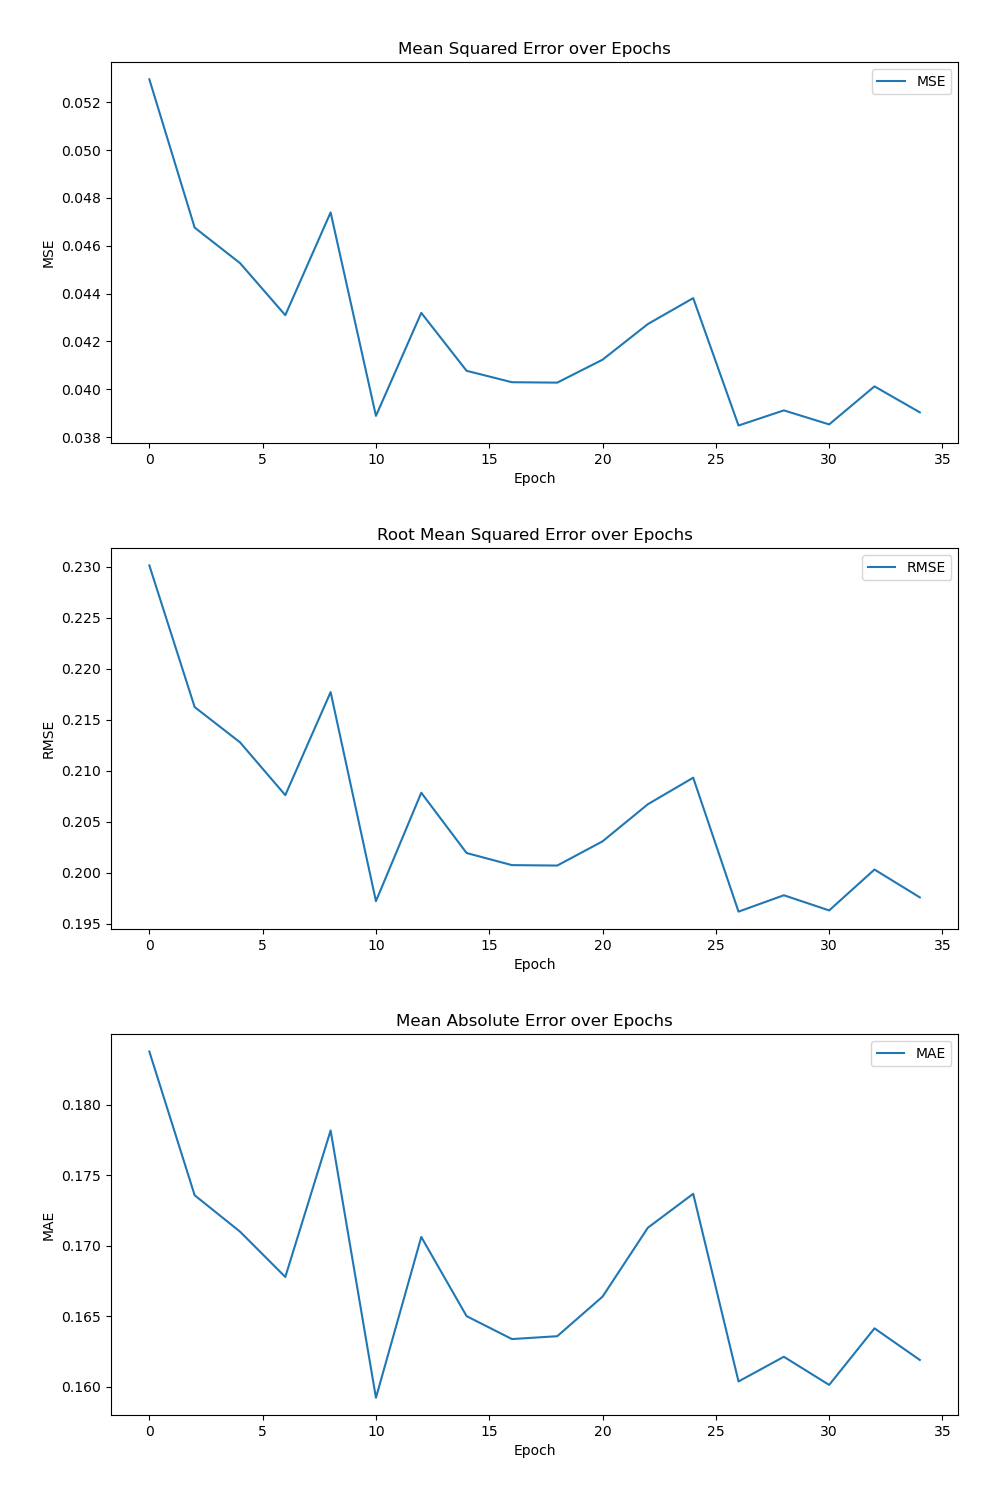 Mean Squared Error over Epochs
MSE
0.052
0.050
0.048
0.046
0.044
0.042
0.040
0.038
MSE
0 5 10 15 20 25 30 35
Epoch
Root Mean Squared Error over Epochs
RMSE
0.230
0.225
0.220
0.215
0.210
0.205
0.200
0.195
RMSE
0 5 10 15 20 25 30 35
Epoch
Mean Absolute Error over Epochs
MAE
0.180
0.175
0.170
0.165
0.160
MAE
0 5 10 15 20 25 30 35
Epoch